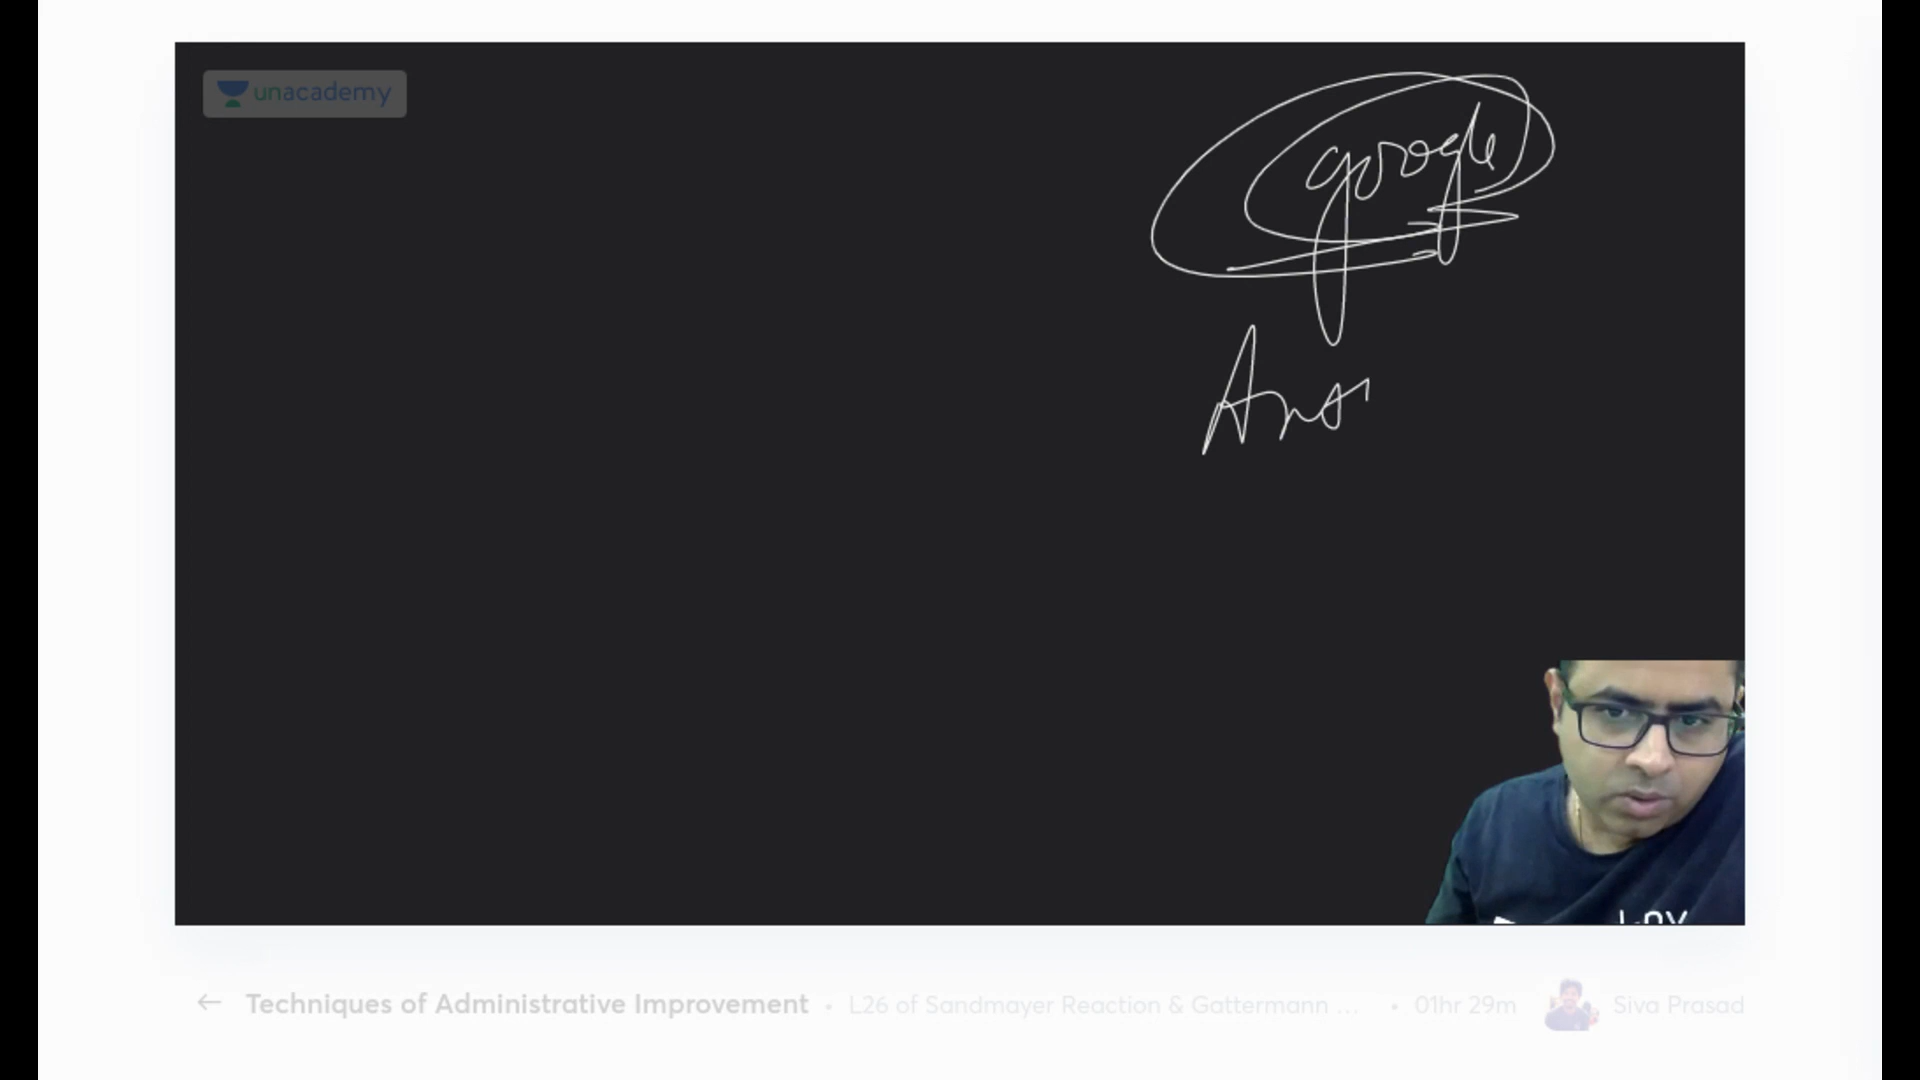 unacademy
google
Techniques of Administrative Improvement • L26 of Sandmayer Reaction & Gattermann ... • 01hr 29m Siva Prasad